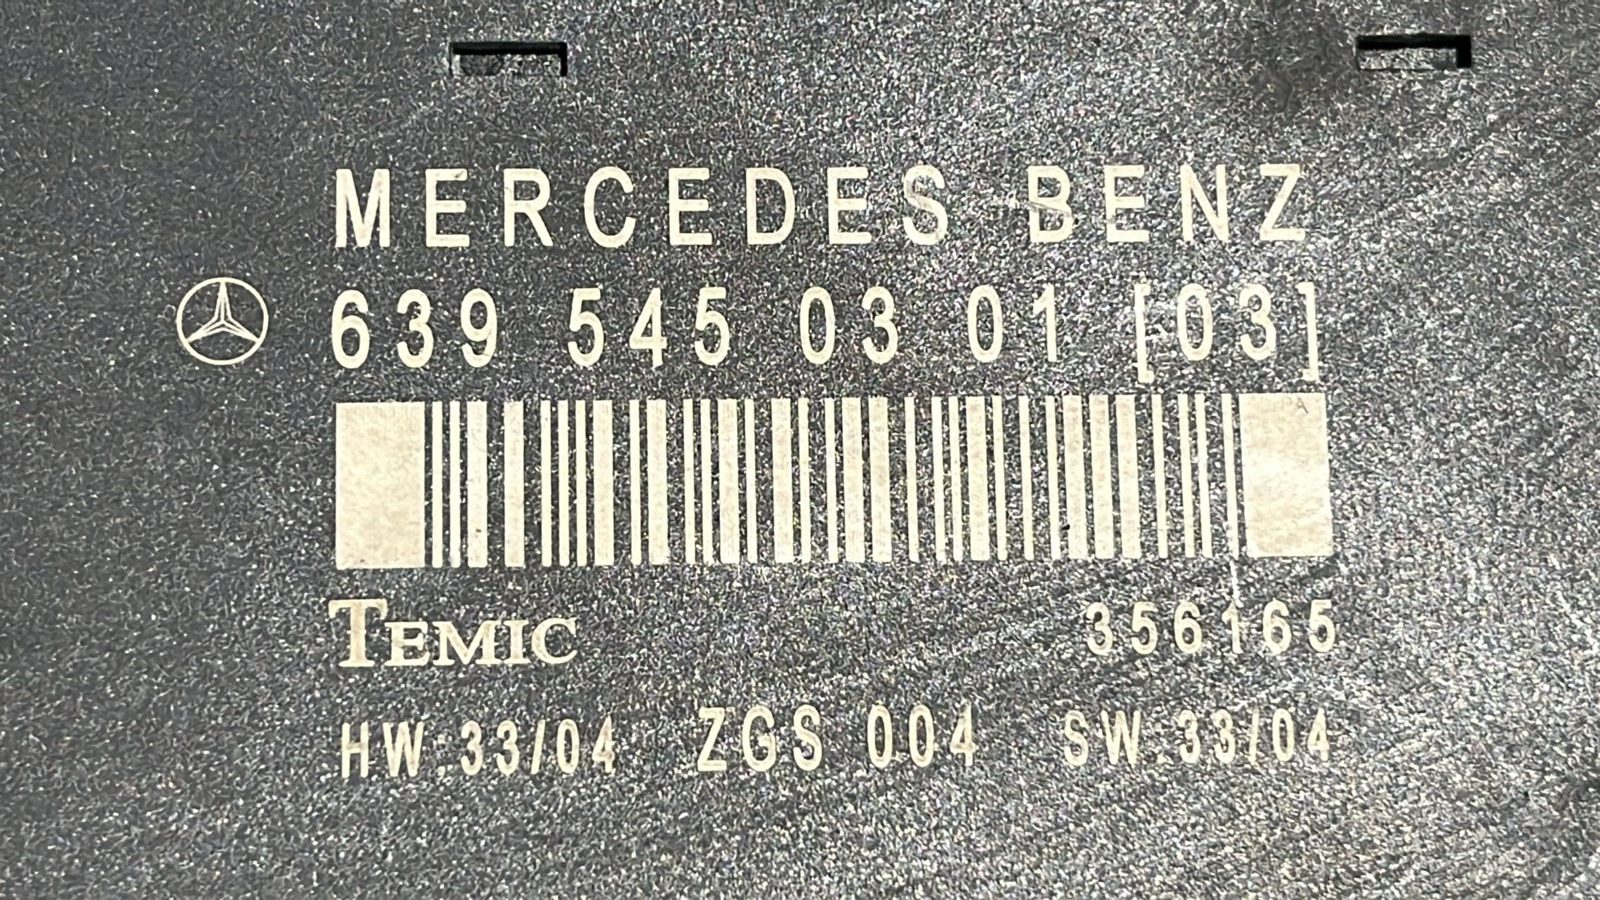 MERCEDES BENZ
639 545 03 01 [03]
TEMIC 356165
HW:33/04 ZGS 004 SW:33/04